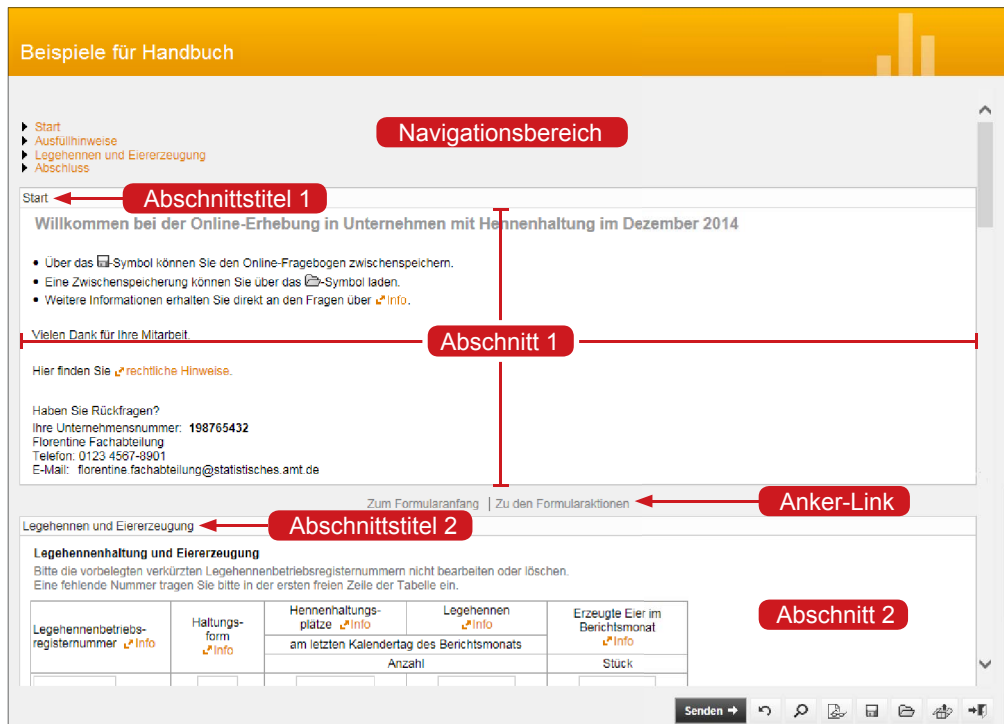 Beispiele für Handbuch
Start
Ausfüllhinweise
Legehennen und Eiererzeugung
Abschluss
Navigationsbereich
Start
Abschnittstitel 1
Willkommen bei der Online-Erhebung in Unternehmen mit Hennenhaltung im Dezember 2014
• Über das -Symbol können Sie den Online-Fragebogen zwischenspeichern.
• Eine Zwischenspeicherung können Sie über das -Symbol laden.
• Weitere Informationen erhalten Sie direkt an den Fragen über Info.
Vielen Dank für Ihre Mitarbeit.
Abschnitt 1
Hier finden Sie rechtliche Hinweise.
Haben Sie Rückfragen?
Ihre Unternehmensnummer: 198765432
Florentine Fachabteilung
Telefon: 0123 4567-8901
E-Mail: florentine.fachabteilung@statistisches.amt.de
Zum Formularanfang | Zu den Formularaktionen
Anker-Link
Legehennen und Eiererzeugung
Abschnittstitel 2
Legehennenhaltung und Eiererzeugung
Bitte die vorbelegten verkürzten Legehennenbetriebsregisternummern nicht bearbeiten oder löschen.
Eine fehlende Nummer tragen Sie bitte in der ersten freien Zeile der Tabelle ein.
Abschnitt 2
Legehennenbetriebs-
registernummer Info
Haltungs-
form
Info
Hennenhaltungs-
plätze Info
Legehennen
Info
am letzten Kalendertag des Berichtsmonats
Anzahl
Erzeugte Eier im
Berichtsmonat
Info
Stück
Senden